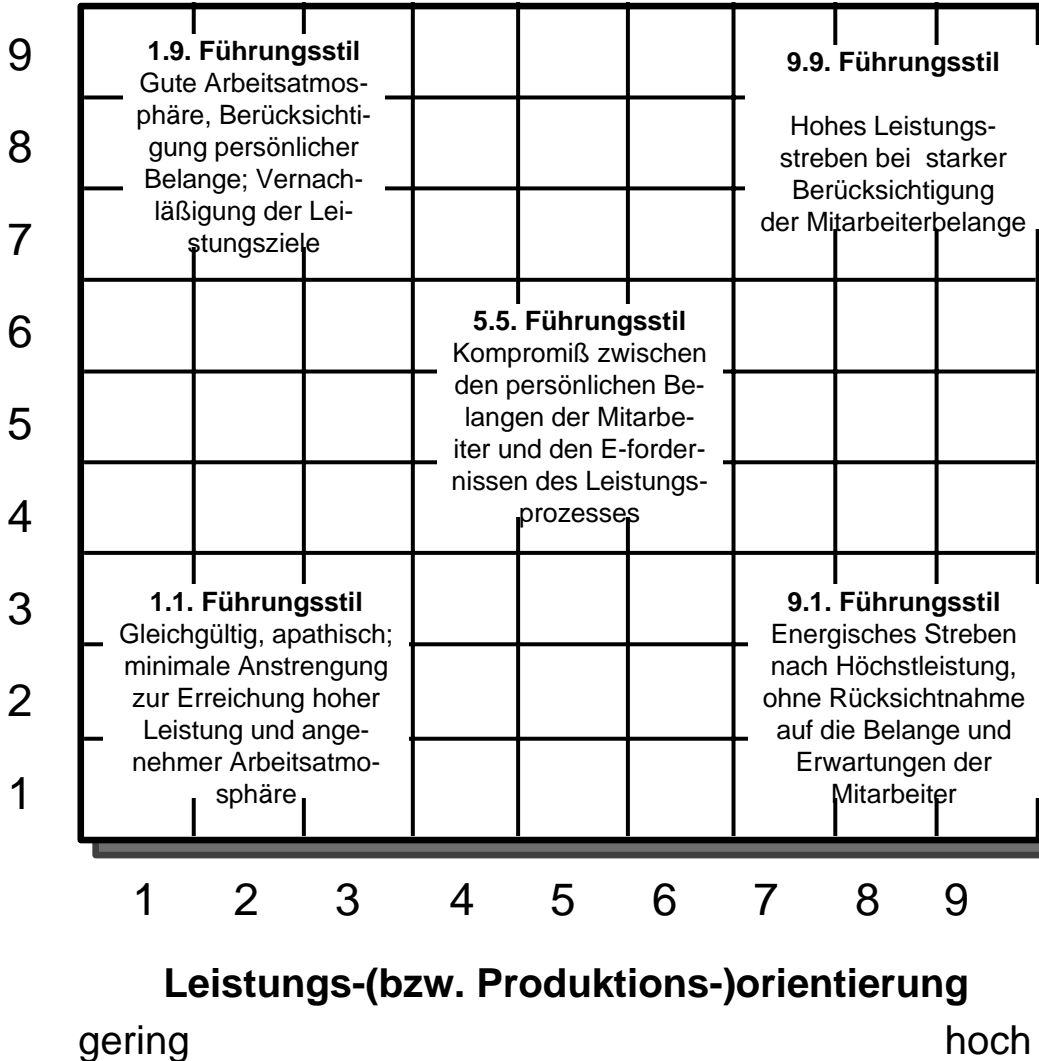 9
8
7
6
5
4
3
2
1
1.9. Führungsstil
Gute Arbeitsatmos-
phäre, Berücksichti-
gung persönlicher
Belange; Vernach-
läßigung der Lei-
stungsziele
9.9. Führungsstil
Hohes Leistungs-
streben bei starker
Berücksichtigung
der Mitarbeiterbelange
5.5. Führungsstil
Kompromiß zwischen
den persönlichen Be-
langen der Mitarbe-
iter und den E-forder-
nissen des Leistungs-
prozesses
1.1. Führungsstil
Gleichgültig, apathisch;
minimale Anstrengung
zur Erreichung hoher
Leistung und ange-
nehmer Arbeitsatmo-
sphäre
9.1. Führungsstil
Energisches Streben
nach Höchstleistung,
ohne Rücksichtnahme
auf die Belange und
Erwartungen der
Mitarbeiter
1 2 3 4 5 6 7 8 9
Leistungs-(bzw. Produktions-)orientierung
gering hoch